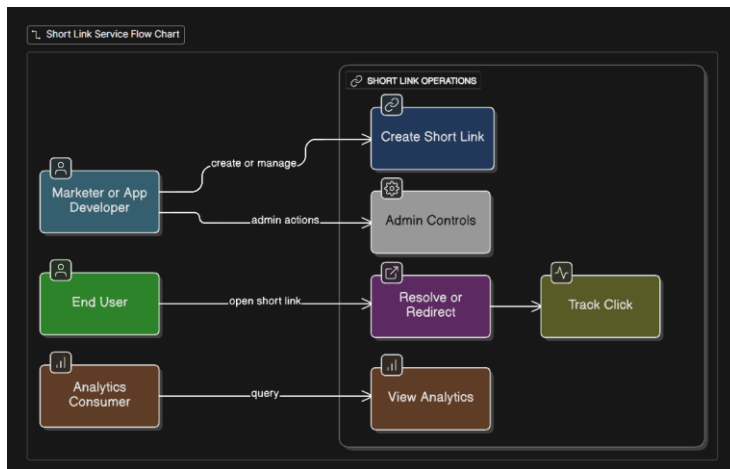 Short Link Service Flow Chart
SHORT LINK OPERATIONS
Create Short Link
create or manage
Marketer or App
Developer
admin actions
Admin Controls
End User
open short link
Resolve or
Redirect
Track Click
Analytics
Consumer
query
View Analytics